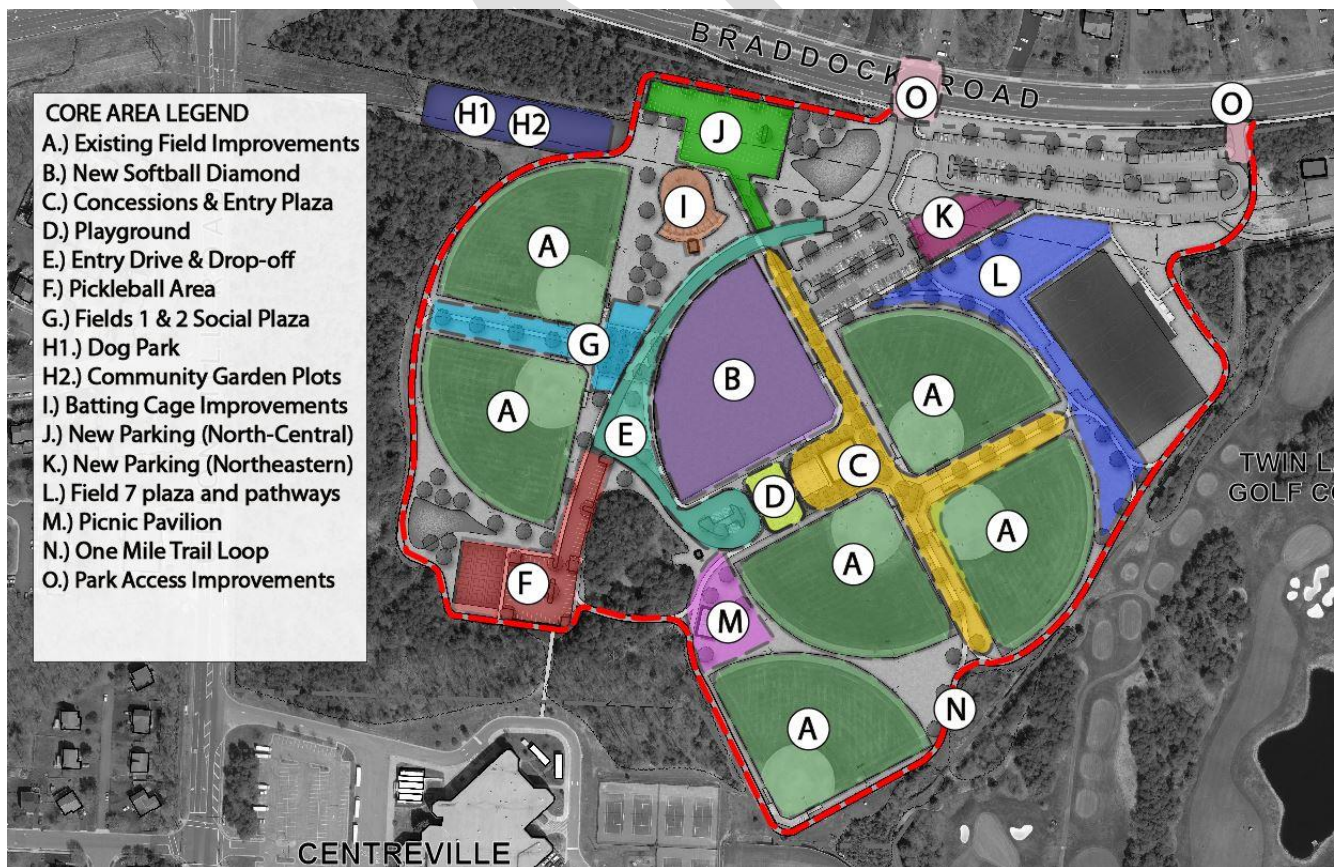 BRADDOCK ROAD
O
O
H1
H2
J
CORE AREA LEGEND
A.) Existing Field Improvements
B.) New Softball Diamond
C.) Concessions & Entry Plaza
D.) Playground
E.) Entry Drive & Drop-off
F.) Pickleball Area
G.) Fields 1 & 2 Social Plaza
H1.) Dog Park
H2.) Community Garden Plots
I.) Batting Cage Improvements
J.) New Parking (North-Central)
K.) New Parking (Northeastern)
L.) Field 7 plaza and pathways
M.) Picnic Pavilion
N.) One Mile Trail Loop
O.) Park Access Improvements
I
K
A
L
G
B
A
A
E
C
D
TWIN L
GOLF CO
A
A
F
M
N
A
CENTREVILLE